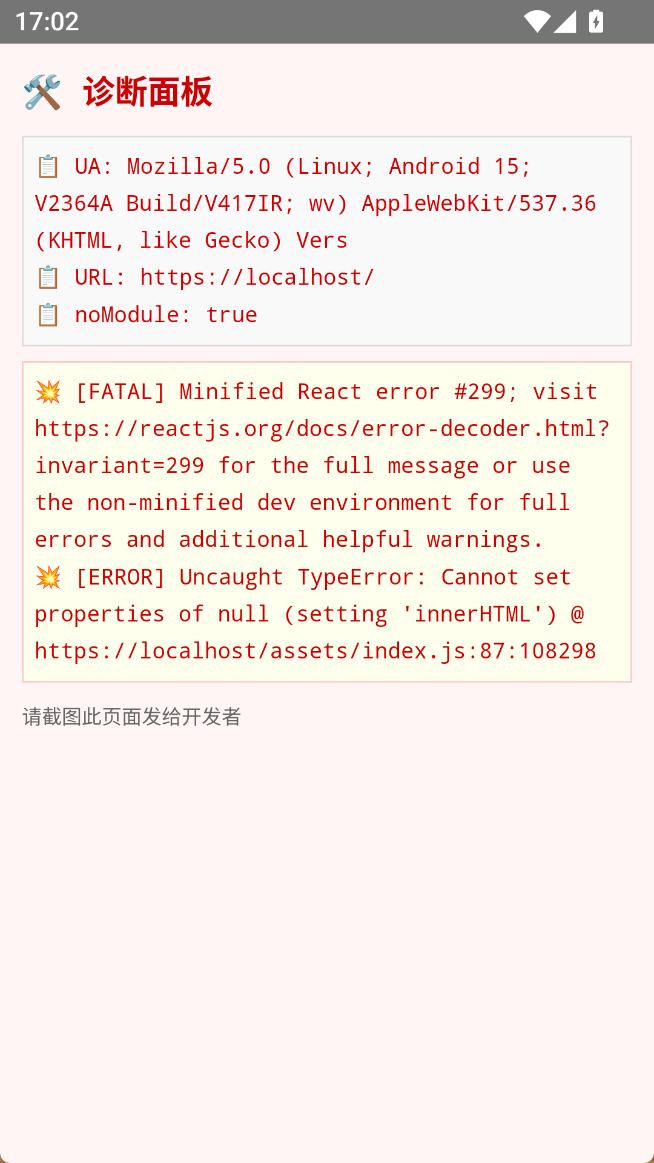 17:02
🛠️ 诊断面板
📋 UA: Mozilla/5.0 (Linux; Android 15;
V2364A Build/V417IR; wv) AppleWebKit/537.36
(KHTML, like Gecko) Vers
📋 URL: https://localhost/
📋 noModule: true
💥 [FATAL] Minified React error #299; visit
https://reactjs.org/docs/error-decoder.html?
invariant=299 for the full message or use
the non-minified dev environment for full
errors and additional helpful warnings.
💥 [ERROR] Uncaught TypeError: Cannot set
properties of null (setting 'innerHTML') @
https://localhost/assets/index.js:87:108298
请截图此页面发给开发者